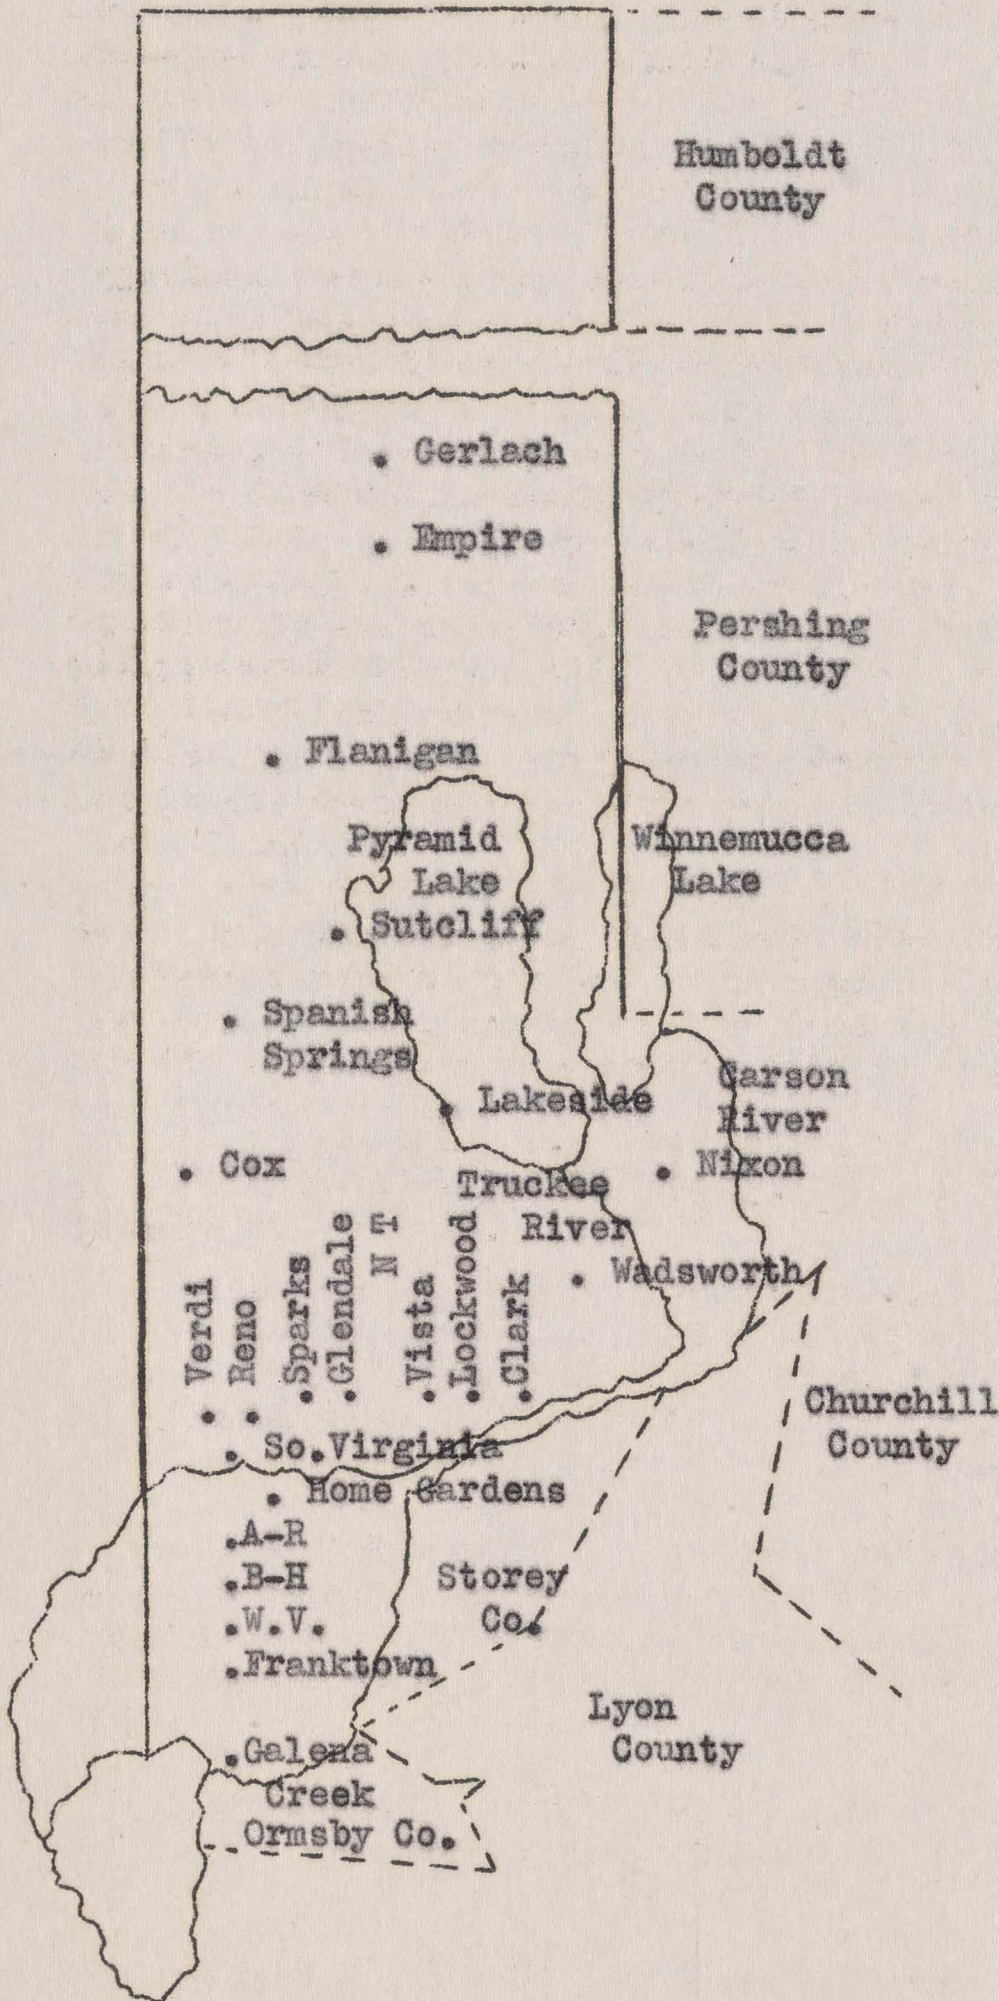 Humboldt
County
. Gerlach
. Empire
Pershing
County
. Flanigan
Pyramid
Lake
Winnemucca
Lake
. Sutcliff
. Spanish
Springs
. Lakeside
Carson
River
. Cox
. Nixon
Truckee
River
. Wadsworth
Verdi
Reno
Sparks
Glendale
N T
Vista
Lockwood
Clark
Churchill
County
. So.Virginia
. Home Gardens
.A-R
.B-H
.W.V.
.Franktown
Storey
Co.
Lyon
County
.Galena
Creek
Ormsby Co.